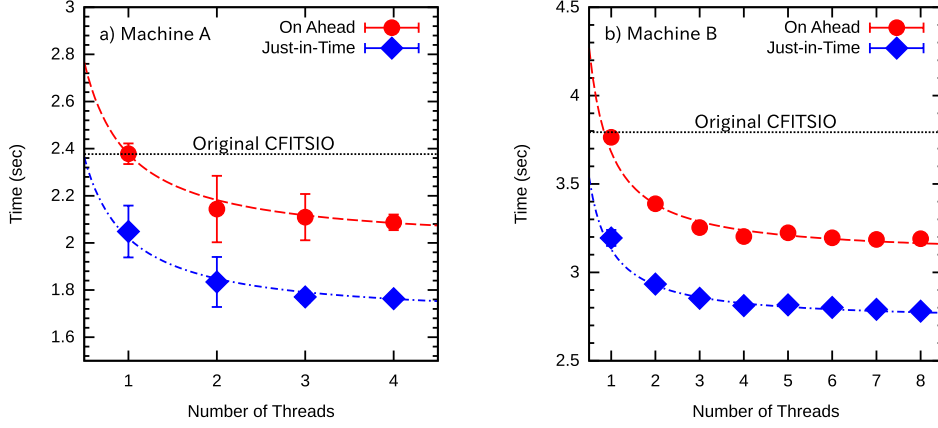 a) Machine A
On Ahead
Just-in-Time
Original CFITSIO
3
2.8
2.6
2.4
2.2
2
1.8
1.6
Time (sec)
1 2 3 4
Number of Threads
b) Machine B
On Ahead
Just-in-Time
Original CFITSIO
4.5
4
3.5
3
2.5
Time (sec)
1 2 3 4 5 6 7 8
Number of Threads